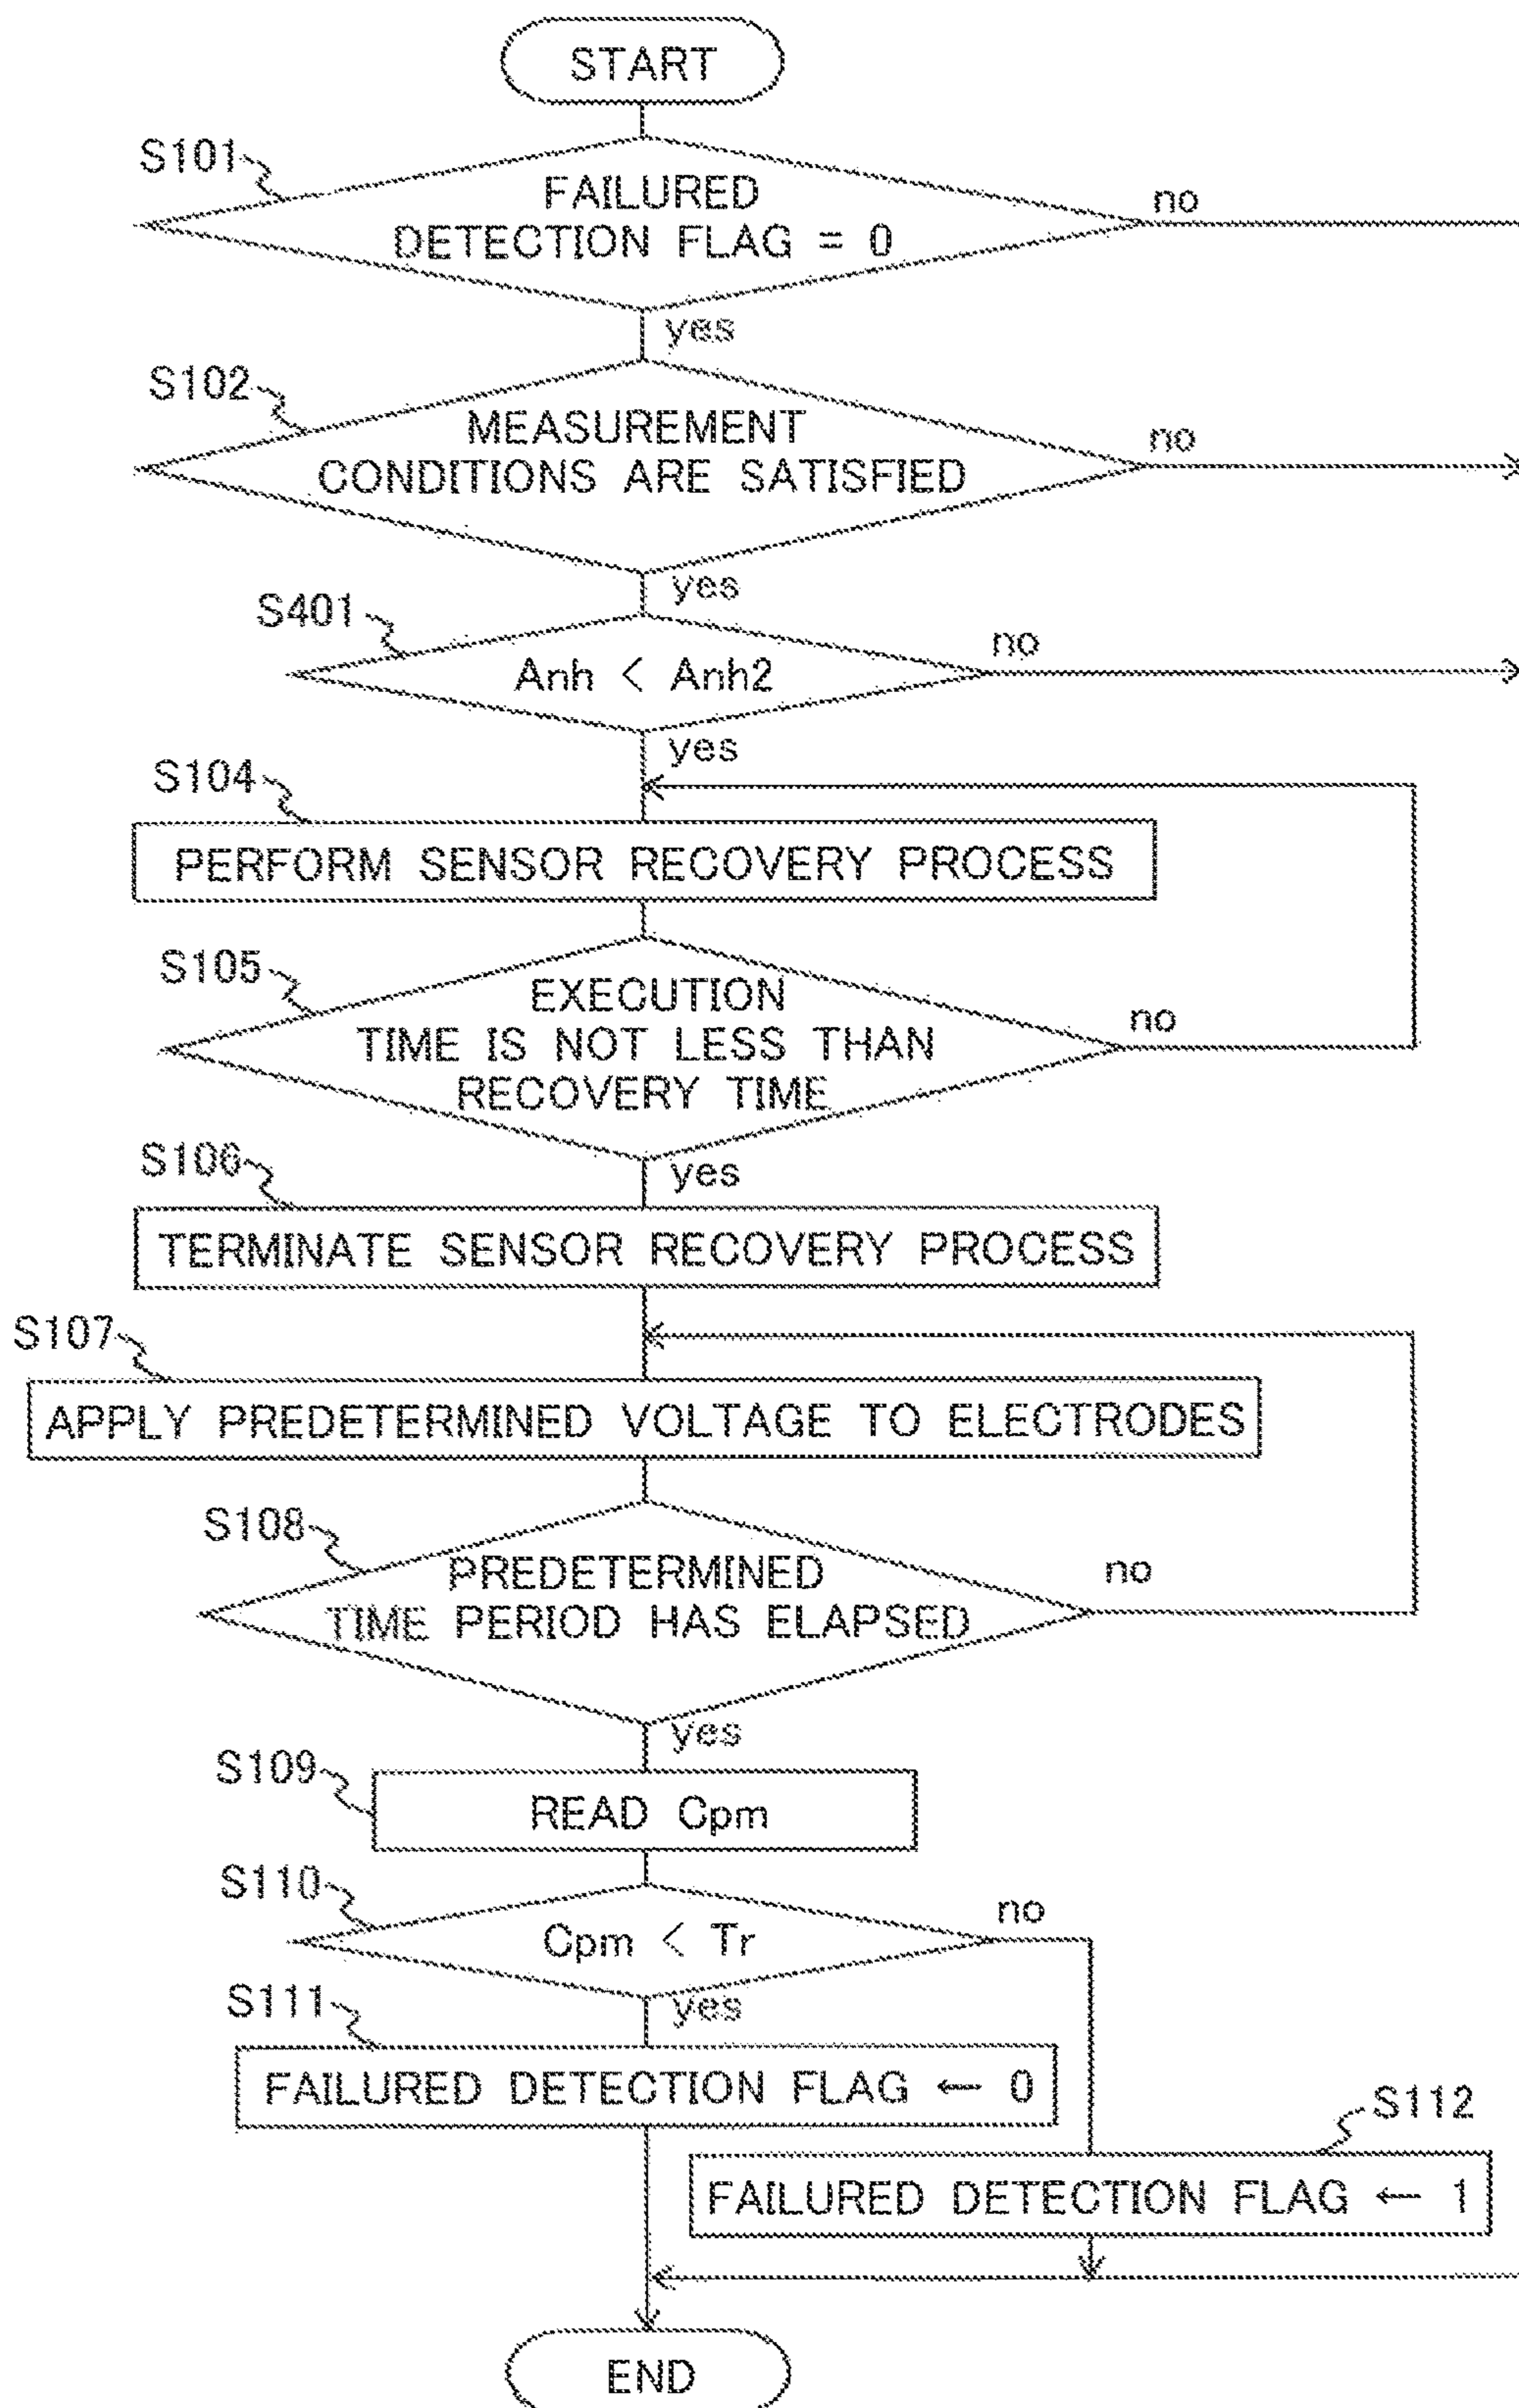 START
S101
FAILURED
DETECTION FLAG = 0
no
yes
S102
MEASUREMENT
CONDITIONS ARE SATISFIED
no
yes
S401
Anh < Anh2
no
yes
S104
PERFORM SENSOR RECOVERY PROCESS
S105
EXECUTION
TIME IS NOT LESS THAN
RECOVERY TIME
no
yes
S106
TERMINATE SENSOR RECOVERY PROCESS
S107
APPLY PREDETERMINED VOLTAGE TO ELECTRODES
S108
PREDETERMINED
TIME PERIOD HAS ELAPSED
no
yes
S109
READ Cpm
S110
Cpm < Tr
no
yes
S111
FAILURED DETECTION FLAG ← 0
S112
FAILURED DETECTION FLAG ← 1
END